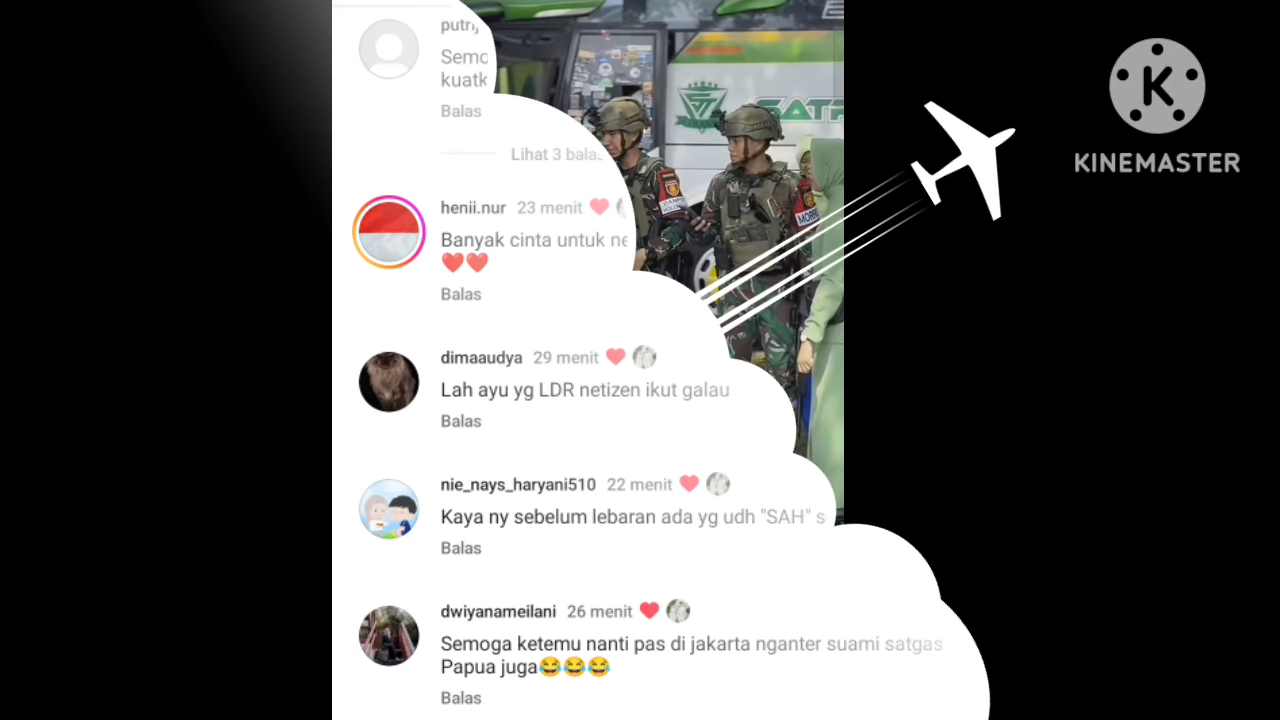 Semo
kuatk
Balas
Lihat 3 balas
henii.nur 23 menit
Banyak cinta untuk ne
Balas
dimaaudya 29 menit
Lah ayu yg LDR netizen ikut galau
Balas
nie_nays_haryani510 22 menit
Kaya ny sebelum lebaran ada yg udh "SAH" s
Balas
dwiyanameilani 26 menit
Semoga ketemu nanti pas di jakarta nganter suami satgas
Papua juga😂😂😂
Balas
K
KINEMASTER